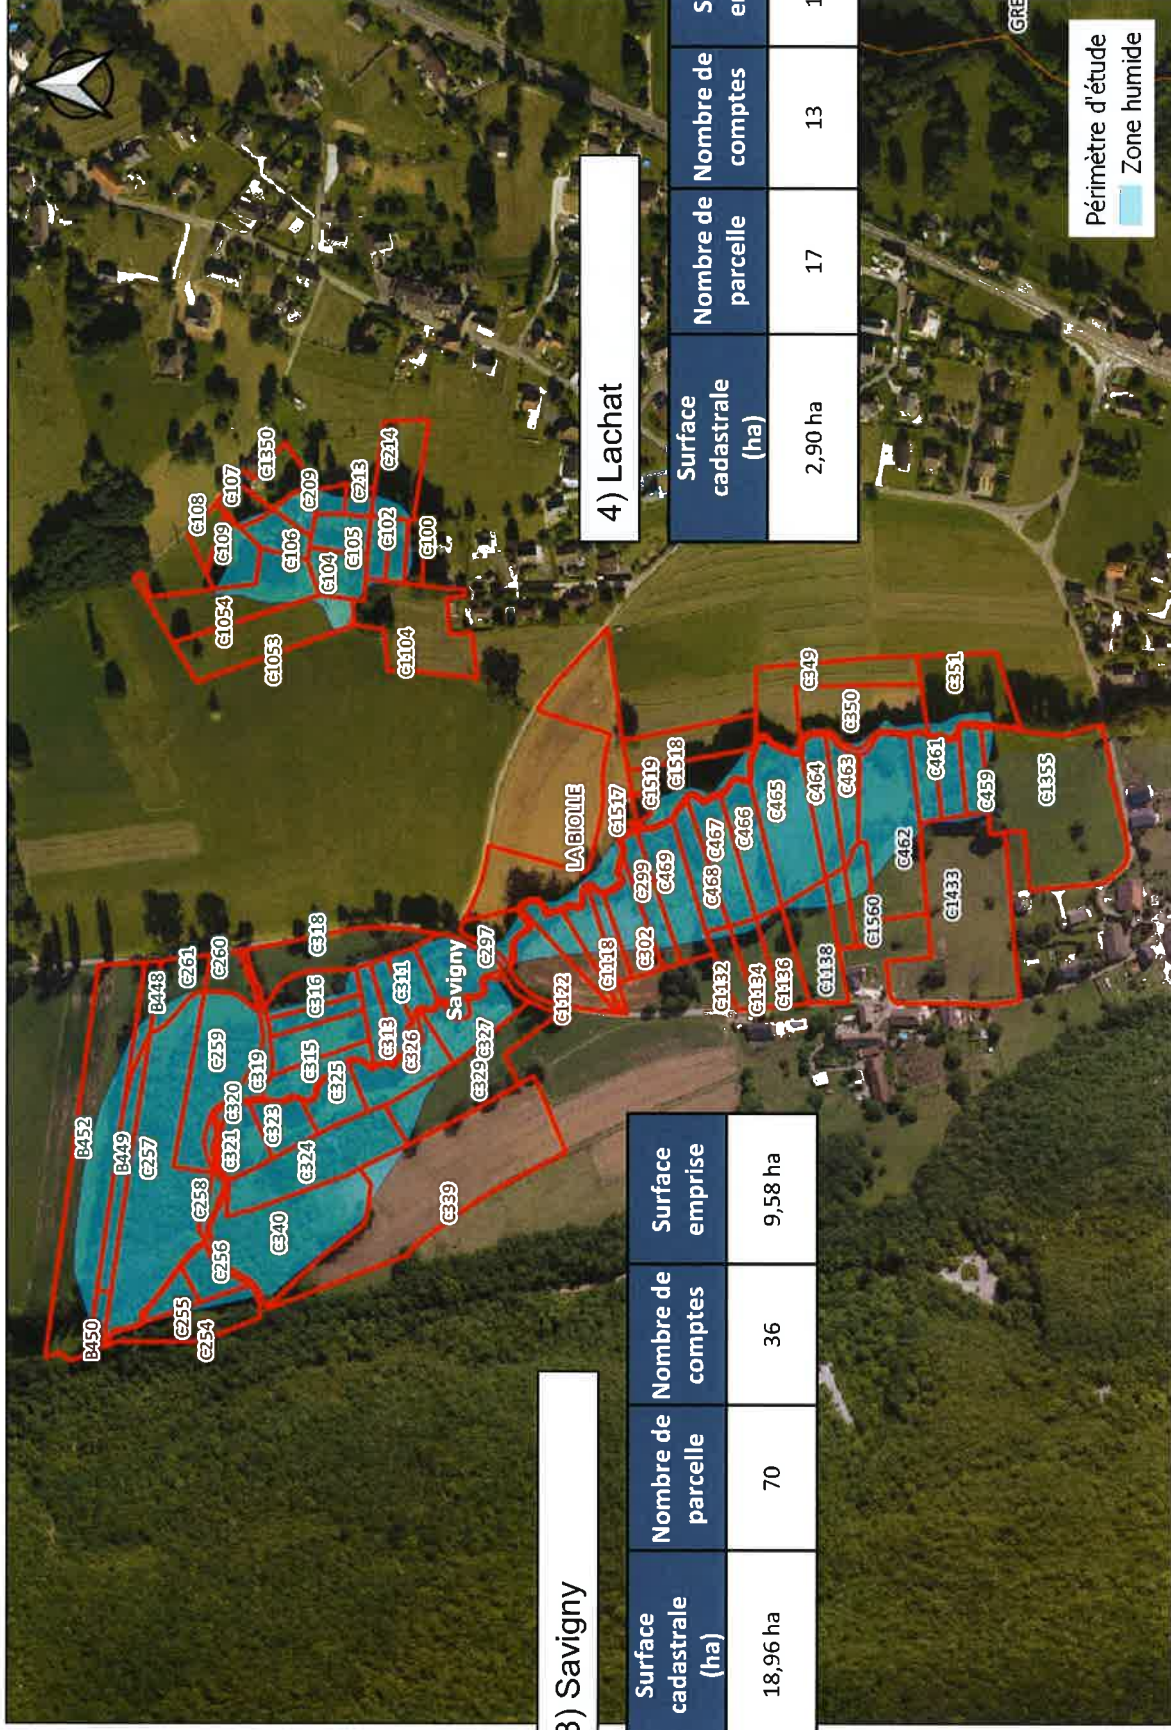 C108
C107
C1350
C109
C209
C213
C214
C106
C105
C104
C102
C100
C1054
C1053
C1104
4) Lachat
Surface
cadastrale
(ha)
Nombre de
parcelle
Nombre de
comptes
2,90 ha
17
13
GRE
Périmètre d'étude
Zone humide
B452
B448
C261
C260
C318
B449
C257
C259
C316
C311
Savigny
C297
B450
C258
C321
C320
C319
C315
C313
C326
C327
C323
C325
C329
C324
C256
C340
C255
C254
C339
LA BIOLLE
C1517
C1519
C1518
C349
C350
C351
C465
C464
C463
C461
C459
C1355
C466
C467
C468
C469
C299
C302
C1118
C1122
C462
C1560
C1433
C1132
C1134
C1136
C1138
3) Savigny
Surface
cadastrale
(ha)
Nombre de
parcelle
Nombre de
comptes
Surface
emprise
18,96 ha
70
36
9,58 ha